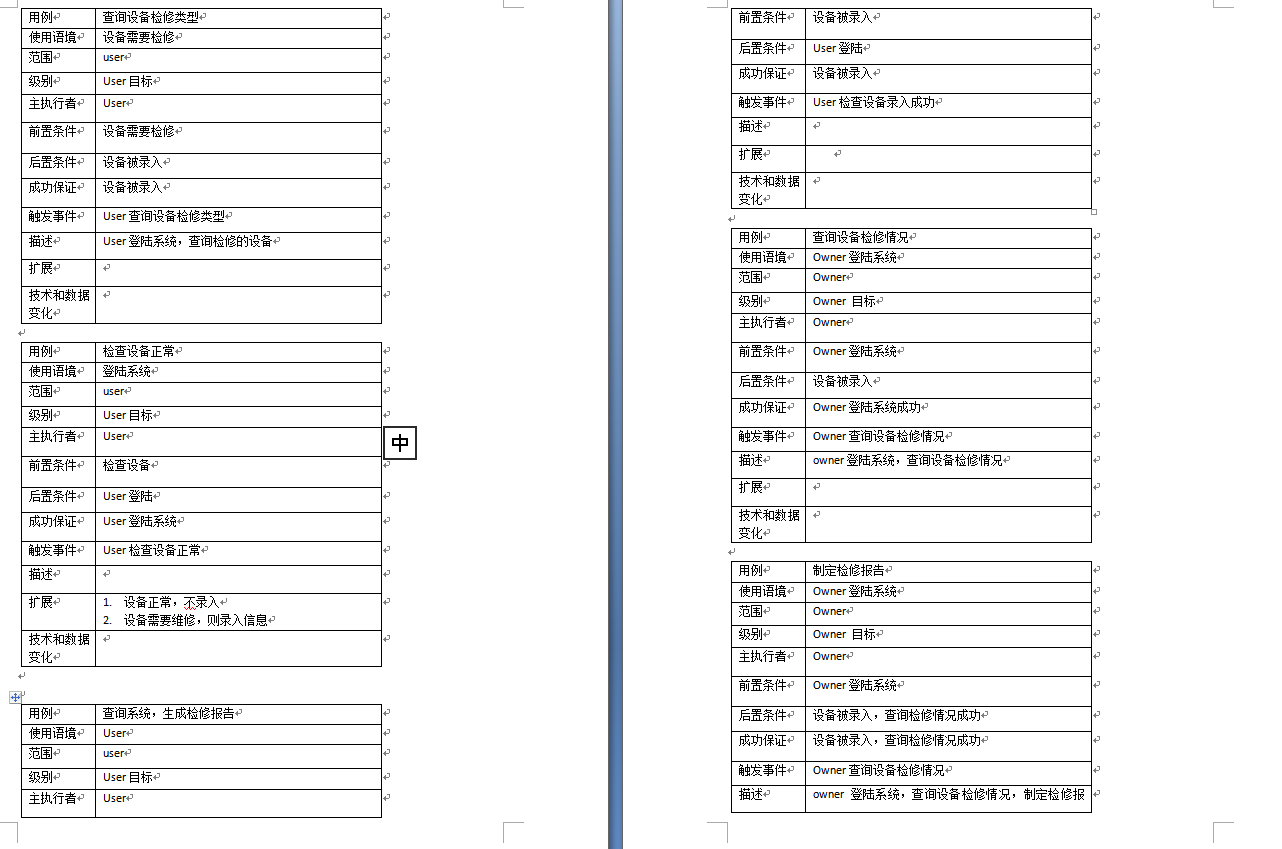 用例 查询设备检修类型
使用语境 设备需要检修
范围 user
级别 User 目标
主执行者 User
前置条件 设备需要检修
后置条件 设备被录入
成功保证 设备被录入
触发事件 User 查询设备检修类型
描述 User 登陆系统，查询检修的设备
扩展
技术和数据
变化
用例 检查设备正常
使用语境 登陆系统
范围 user
级别 User 目标
主执行者 User
中
前置条件 检查设备
后置条件 User 登陆
成功保证 User 登陆系统
触发事件 User 检查设备正常
描述
扩展 1. 设备正常，不录入
2. 设备需要维修，则录入信息
技术和数据
变化
用例 查询系统，生成检修报告
使用语境 User
范围 user
级别 User 目标
主执行者 User
前置条件 设备被录入
后置条件 User 登陆
成功保证 设备被录入
触发事件 User 检查设备录入成功
描述
扩展
技术和数据
变化
用例 查询设备检修情况
使用语境 Owner 登陆系统
范围 Owner
级别 Owner 目标
主执行者 Owner
前置条件 Owner 登陆系统
后置条件 设备被录入
成功保证 Owner 登陆系统成功
触发事件 Owner 查询设备检修情况
描述 owner 登陆系统，查询设备检修情况
扩展
技术和数据
变化
用例 制定检修报告
使用语境 Owner 登陆系统
范围 Owner
级别 Owner 目标
主执行者 Owner
前置条件 Owner 登陆系统
后置条件 设备被录入，查询检修情况成功
成功保证 设备被录入，查询检修情况成功
触发事件 Owner 查询设备检修情况
描述 owner 登陆系统，查询设备检修情况，制定检修报